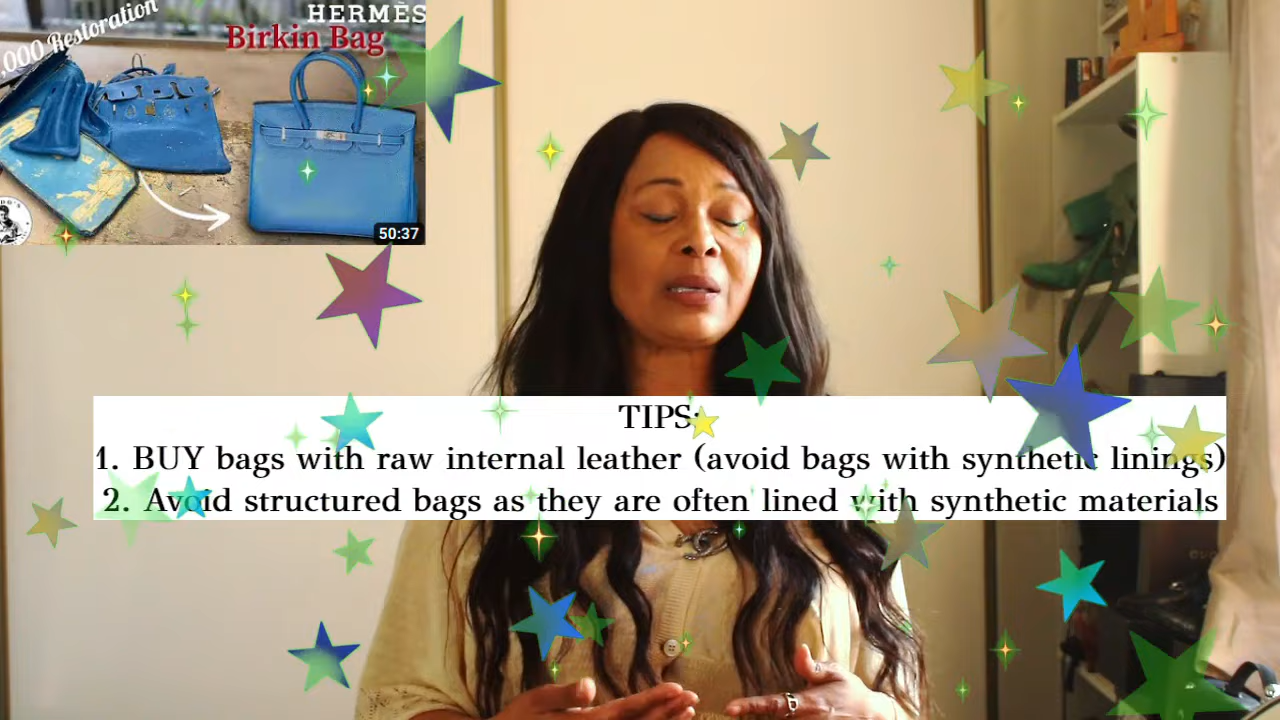 ,000 Restoration
HERMÈS
Birkin Bag
50:37
TIPS:
1. BUY bags with raw internal leather (avoid bags with synthetic linings)
2. Avoid structured bags as they are often lined with synthetic materials